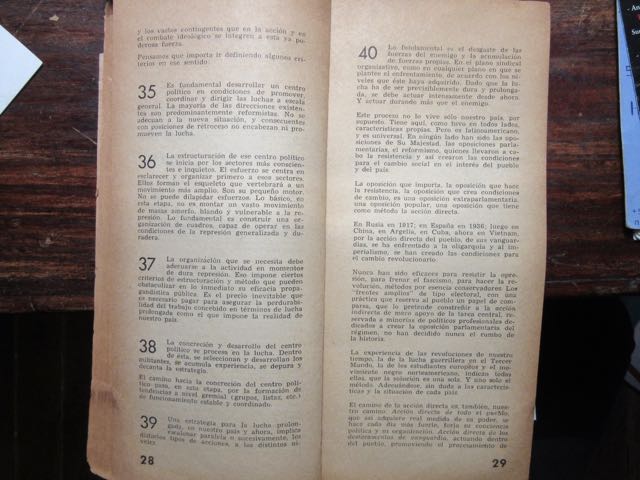 y los vastos contingentes que en la acción y en
el combate ideológico se integren a esta ya po-
derosa fuerza.
Pensamos que importa ir definiendo algunos cri-
terios en ese sentido.
35 Es fundamental desarrollar un centro
político en condiciones de promover,
coordinar y dirigir las luchas a escala
general. La mayoría de las direcciones existen-
tes son predominantemente reformistas. No se
adecuan a la nueva situación, y consecuentes
con posiciones de retroceso no encabezan ni pro-
mueven la lucha.
36 La estructuración de ese centro político
se inicia por los sectores más conscien-
tes e inquietos. El esfuerzo se centra en
esclarecer y organizar primero a esos sectores.
Ellos forman el esqueleto que vertebrará a un
movimiento más amplio. Son su pequeño motor.
No se puede dilapidar esfuerzos. Lo básico, en
esta etapa, no es montar un vasto movimiento
de masas amorfo, blando y vulnerable a la re-
presión. Lo fundamental es construir una or-
ganización de cuadros, capaz de operar en las
condiciones de la represión generalizada y du-
radera.
37 La organización que se necesita debe
adecuarse a la actividad en momentos
de dura represión. Eso impone ciertos
criterios de estructuración y método que pueden
obstaculizar en lo inmediato su eficacia propa-
gandística pública. Es el precio inevitable que
es necesario pagar para asegurar la perdurabi-
lidad del trabajo concebido en términos de lucha
prolongada como el que impone la realidad de
nuestro país.
38 La concreción y desarrollo del centro
político se procesa en la lucha. Dentro
de ésta, se seleccionan y desarrollan los
militantes, se acumula experiencia, se depura y
decanta la estrategia.
El camino hacia la concreción del centro polí-
tico pasa, en esta etapa, por la formación de
tendencias a nivel gremial (grupos, listas, etc.)
de funcionamiento estable y coordinado.
39 Una estrategia para la lucha prolon-
gada, en nuestro país y ahora, implica
escalonar paralela o sucesivamente, los
distintos tipos de acciones, a los distintos ni-
veles.
28
40 Lo fundamental es el desgaste de las
fuerzas del enemigo y la acumulación
de fuerzas propias. En el plano sindical
organizativo, como en cualquier plano en que se
plantee el enfrentamiento, de acuerdo con los ni-
veles que éste haya adquirido. Dado que la lu-
cha ha de ser previsiblemente dura y prolonga-
da, se debe actuar intensamente desde ahora.
Y actuar durando más que el enemigo.
Este proceso no lo vive sólo nuestro país, por
supuesto. Tiene aquí, como tuvo en todos lados,
características propias. Pero es latinoamericano,
y es universal. En ningún lado han sido las opo-
siciones de Su Majestad, las oposiciones parla-
mentarias, el reformismo, quienes llevaron a ca-
bo la resistencia y así crearon las condiciones
para el cambio social en el interés del pueblo y
del país
La oposición que importa, la oposición que hace
la resistencia, la oposición que crea condiciones
de cambio, es una oposición extraparlamentaria,
una oposición popular, una oposición que tiene
como método la acción directa.
En Rusia en 1917; en España en 1936; luego en
China, en Argelia, en Cuba, ahora en Vietnam,
por la acción directa del pueblo, de sus vanguar-
dias, se ha enfrentado a la oligarquía y al impe-
rialismo, se han creado las condiciones para
el cambio revolucionario.
Nunca han sido eficaces para resistir la opre-
sión, para frenar el fascismo, para hacer la re-
volución, métodos por esencia conservadores Los
"frentes amplios" de tipo electoral, con una
práctica que reserva al pueblo un papel de compar-
sa, que lo pretende constreñir a la acción
indirecta de mero apoyo de la tarea central, re-
servada a minorías de políticos profesionales de-
dicados a crear la oposición parlamentaria del
régimen, no han decidido nunca el rumbo de
la historia.
La experiencia de las revoluciones de nuestro
tiempo, la de la lucha guerrillera en el Tercer
Mundo, la de los estudiantes europeos y el mo-
vimiento negro norteamericano, indican todas
ellas, que la solución es una sola. Y uno solo el
método Adecuándose, sin duda a las caracterís-
ticas y la situación de cada país.
El camino de la acción directa es también, nues-
tro camino. Acción directa de todo el pueblo,
que así adquiere real medida de su poder, se
hace cada día más fuerte, forja su conciencia
política y su organización. Acción directa de los
destacamentos de vanguardia, actuando dentro
del pueblo, promoviendo el procesamiento de
29